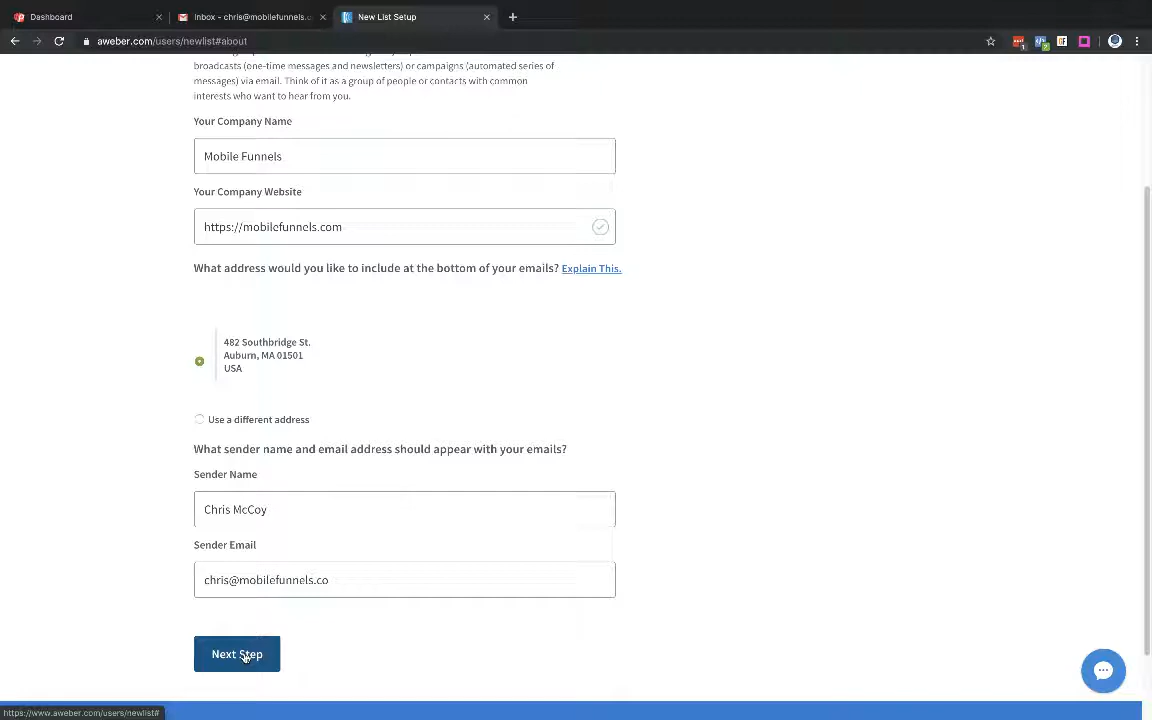 Dashboard
Inbox - chris@mobilefunnels.c
New List Setup
aweber.com/users/newlist#about
broadcasts (one-time messages and newsletters) or campaigns (automated series of
messages) via email. Think of it as a group of people or contacts with common
interests who want to hear from you.
Your Company Name
Mobile Funnels
Your Company Website
https://mobilefunnels.com
What address would you like to include at the bottom of your emails? Explain This.
482 Southbridge St.
Auburn, MA 01501
USA
Use a different address
What sender name and email address should appear with your emails?
Sender Name
Chris McCoy
Sender Email
chris@mobilefunnels.co
Next Step
https://www.aweber.com/users/newlist#